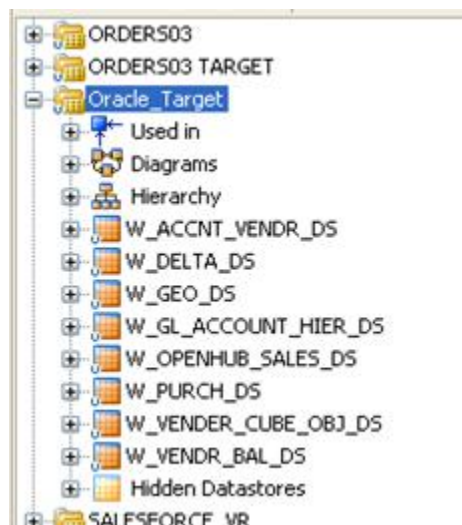 ORDERS03
ORDERS03 TARGET
Oracle_Target
Used in
Diagrams
Hierarchy
W_ACCNT_VENDR_DS
W_DELTA_DS
W_GEO_DS
W_GL_ACCOUNT_HIER_DS
W_OPENHUB_SALES_DS
W_PURCH_DS
W_VENDER_CUBE_OBJ_DS
W_VENDR_BAL_DS
Hidden Datastores
SALESFORCE_VR